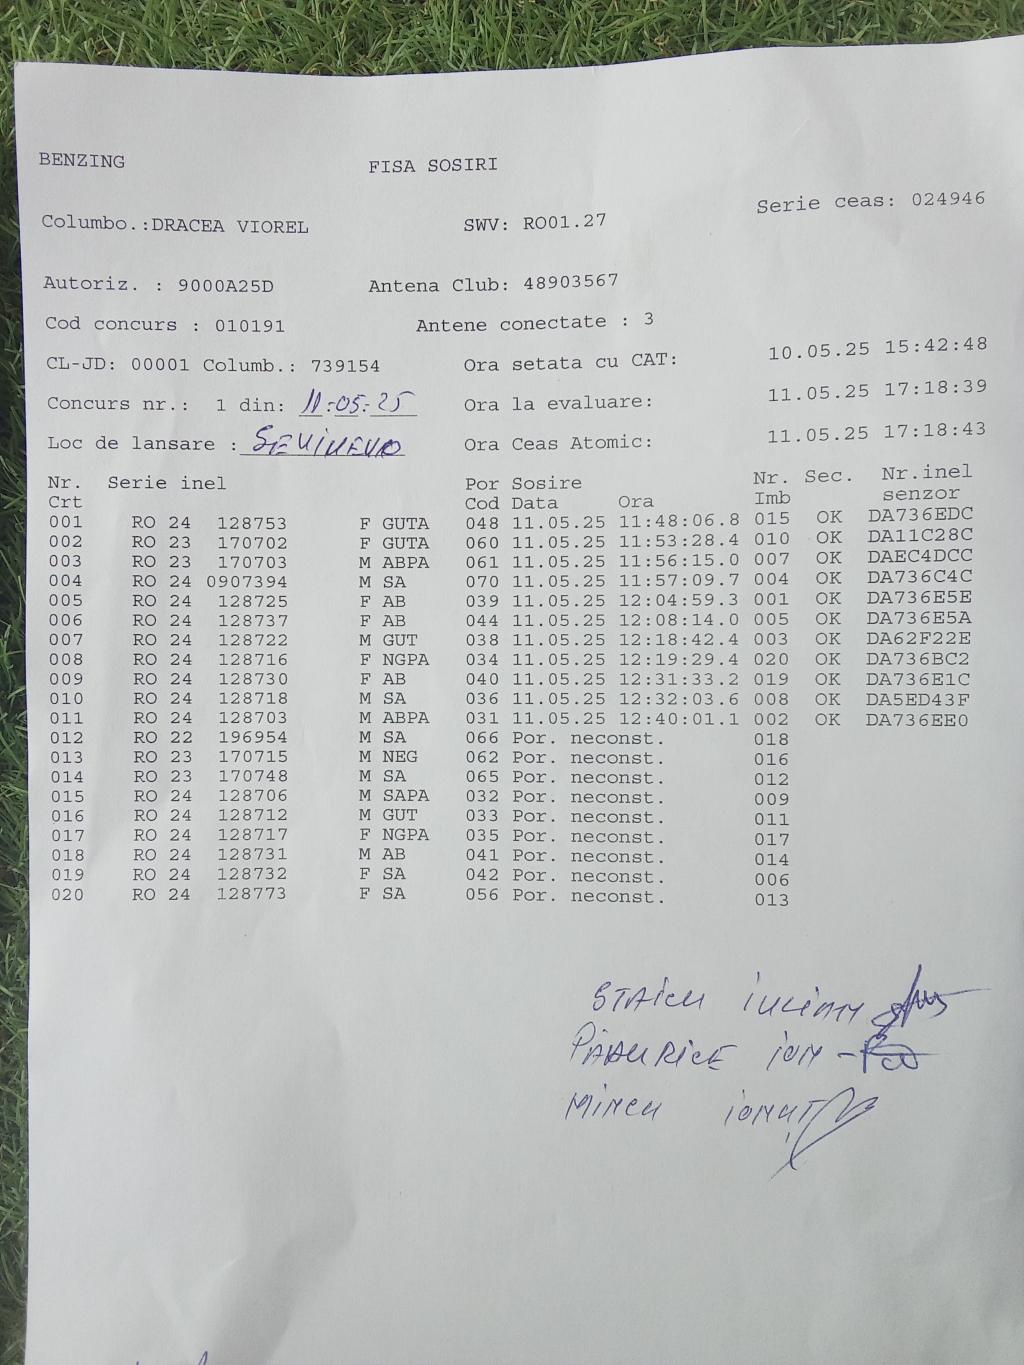 BENZING FISA SOSIRI
Columbo.:DRACEA VIOREL SWV: RO01.27 Serie ceas: 024946
Autoriz. : 9000A25D Antena Club: 48903567
Cod concurs : 010191 Antene conectate : 3
CL-JD: 00001 Columb.: 739154 Ora setata cu CAT: 10.05.25 15:42:48
Concurs nr.: 1 din: 11-05-25 Ora la evaluare: 11.05.25 17:18:39
Loc de lansare : Ora Ceas Atomic: 11.05.25 17:18:43
Nr. Serie inel Por Sosire Nr. Sec. Nr.inel
Crt Cod Data Ora Imb senzor
001 RO 24 128753 F GUTA 048 11.05.25 11:48:06.8 015 OK DA736EDC
002 RO 23 170702 F GUTA 060 11.05.25 11:53:28.4 010 OK DA11C28C
003 RO 23 170703 M ABPA 061 11.05.25 11:56:15.0 007 OK DAEC4DCC
004 RO 24 0907394 M SA 070 11.05.25 11:57:09.7 004 OK DA736C4C
005 RO 24 128725 F AB 039 11.05.25 12:04:59.3 001 OK DA736E5E
006 RO 24 128737 F AB 044 11.05.25 12:08:14.0 005 OK DA736E5A
007 RO 24 128722 M GUT 038 11.05.25 12:18:42.4 003 OK DA62F22E
008 RO 24 128716 F NGPA 034 11.05.25 12:19:29.4 020 OK DA736BC2
009 RO 24 128730 F AB 040 11.05.25 12:31:33.2 019 OK DA736E1C
010 RO 24 128718 M SA 036 11.05.25 12:32:03.6 008 OK DA5ED43F
011 RO 24 128703 M ABPA 031 11.05.25 12:40:01.1 002 OK DA736EE0
012 RO 22 196954 M SA 066 Por. neconst. 018
013 RO 23 170715 M NEG 062 Por. neconst. 016
014 RO 23 170748 M SA 065 Por. neconst. 012
015 RO 24 128706 M SAPA 032 Por. neconst. 009
016 RO 24 128712 M GUT 033 Por. neconst. 011
017 RO 24 128717 F NGPA 035 Por. neconst. 017
018 RO 24 128731 M AB 041 Por. neconst. 014
019 RO 24 128732 F SA 042 Por. neconst. 006
020 RO 24 128773 F SA 056 Por. neconst. 013
STAICU IULIAN
PADURICE ION
MINCU IONUȚ